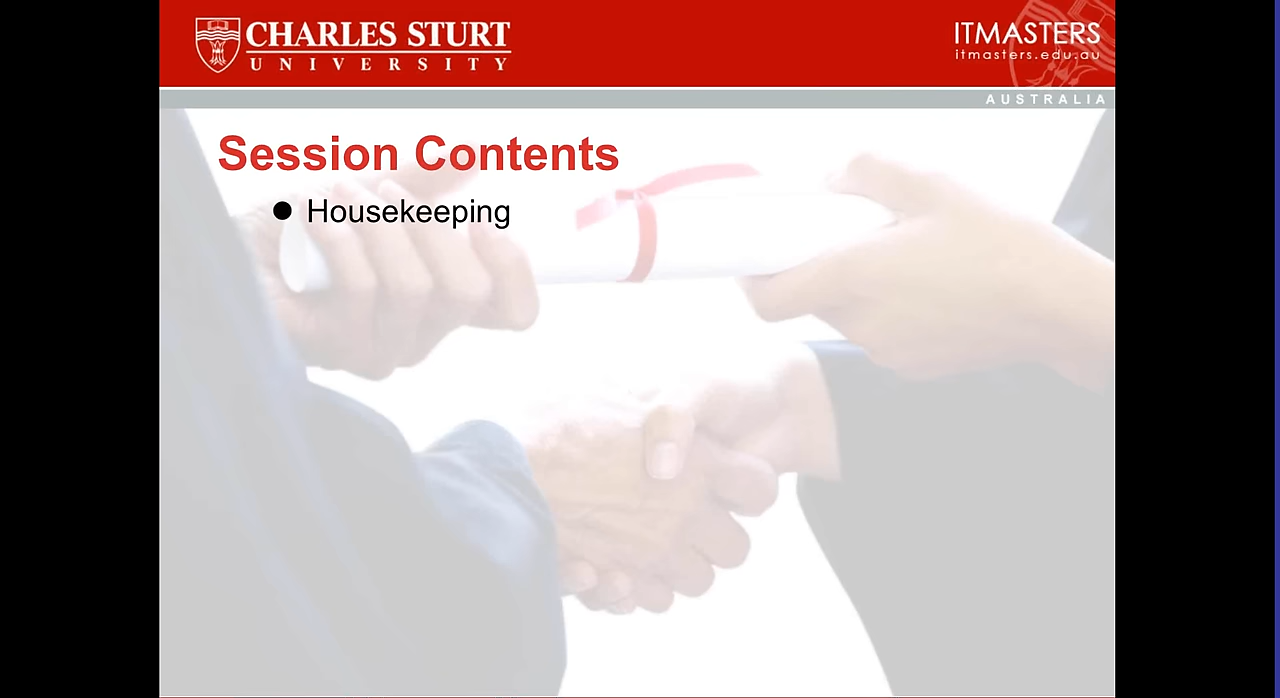 CHARLES STURT
UNIVERSITY
ITMASTERS
itmasters.edu.au
AUSTRALIA
Session Contents
● Housekeeping